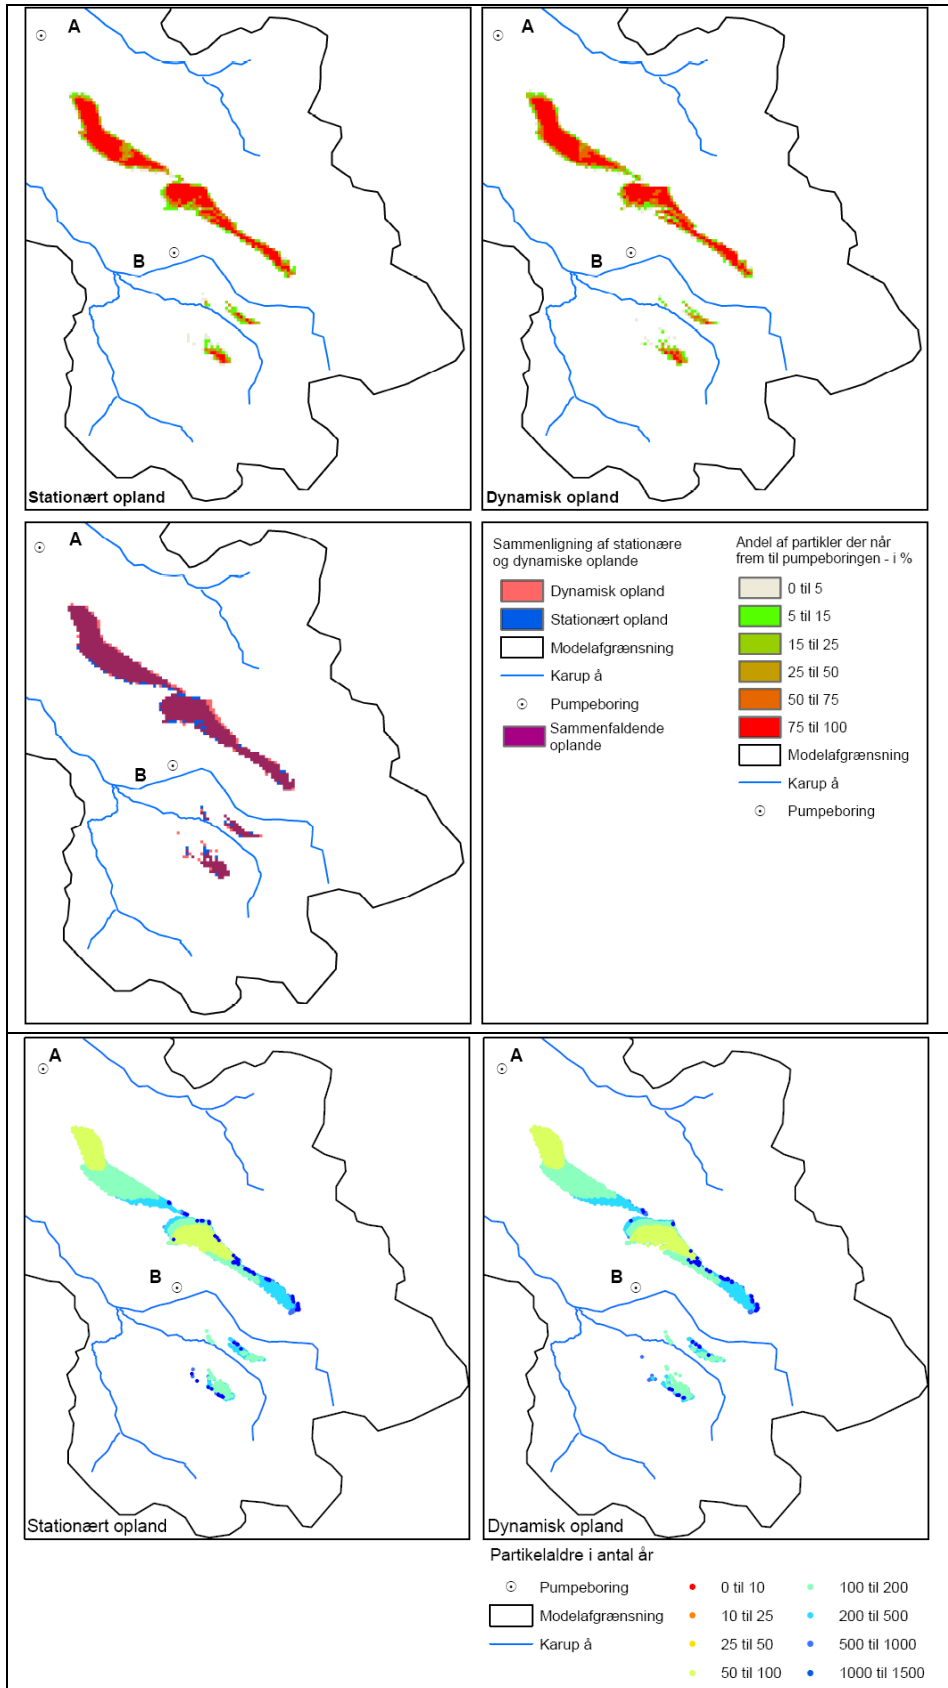 A
B
Stationært opland
A
B
Dynamisk opland
A
B
Sammenligning af stationære
og dynamiske oplande
Dynamisk opland
Stationært opland
Modelafgrænsning
Karup å
Pumpeboring
Sammenfaldende
oplande
Andel af partikler der når
frem til pumpeboringen - i %
0 til 5
5 til 15
15 til 25
25 til 50
50 til 75
75 til 100
Modelafgrænsning
Karup å
Pumpeboring
A
B
Stationært opland
A
B
Dynamisk opland
Partikelaldre i antal år
Pumpeboring
Modelafgrænsning
Karup å
0 til 10
10 til 25
25 til 50
50 til 100
100 til 200
200 til 500
500 til 1000
1000 til 1500